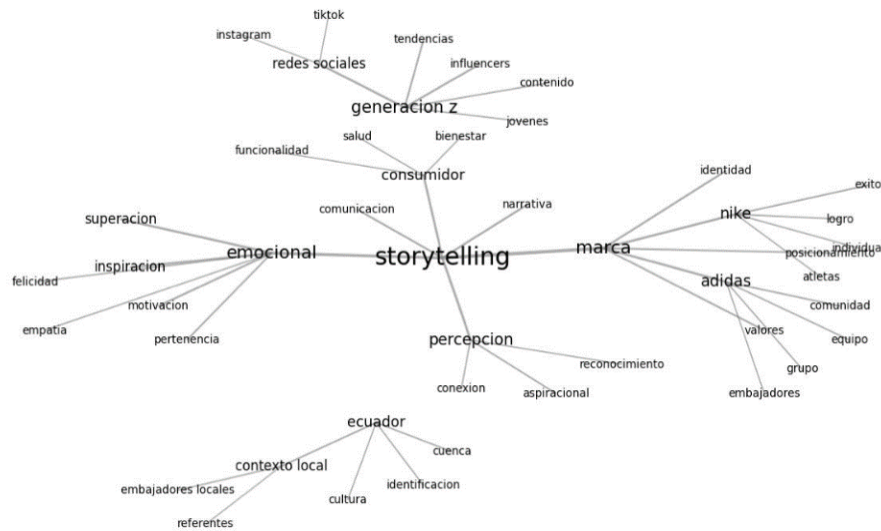 tiktok
instagram
tendencias
redes sociales
influencers
contenido
generacion z
jovenes
salud
bienestar
funcionalidad
consumidor
identidad
exito
comunicacion
narrativa
nike
superacion
logro
emocional
storytelling
marca
individual
posicionamiento
inspiracion
felicidad
adidas
atletas
motivacion
comunidad
empatia
valores
pertenencia
percepcion
equipo
reconocimiento
grupo
conexion
aspiracional
embajadores
ecuador
cuenca
contexto local
identificacion
embajadores locales
cultura
referentes